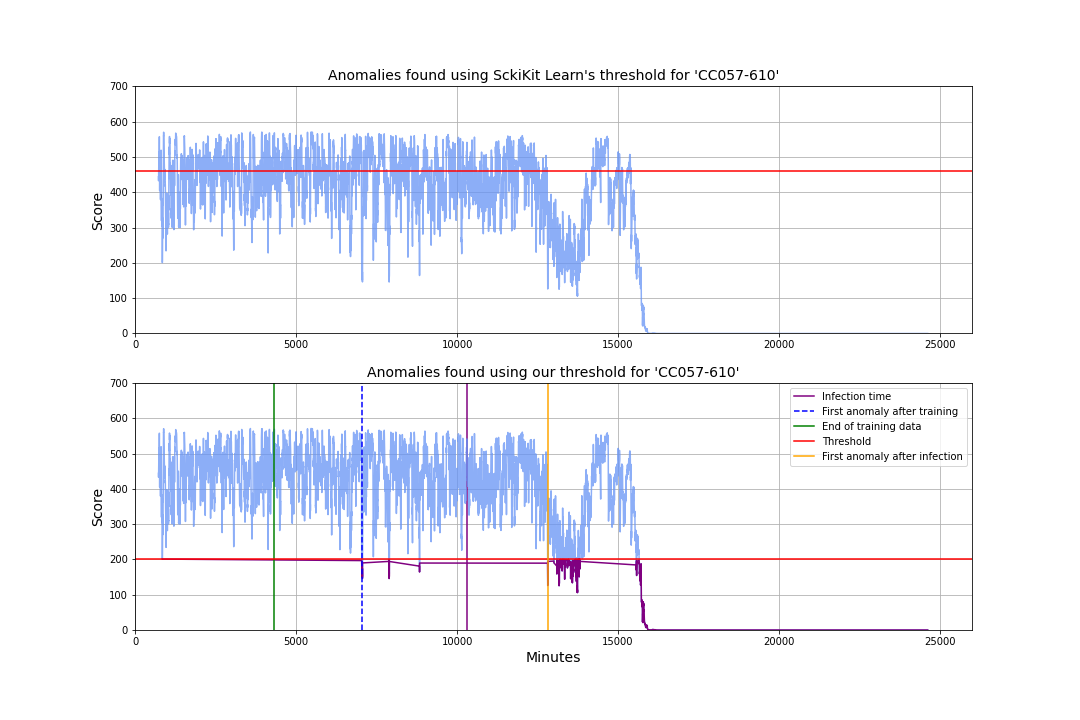 Anomalies found using SckiKit Learn's threshold for 'CC057-610'
700
600
500
400
300
200
100
0
Score
0 5000 10000 15000 20000 25000
Anomalies found using our threshold for 'CC057-610'
700
600
500
400
300
200
100
0
Score
Infection time
First anomaly after training
End of training data
Threshold
First anomaly after infection
0 5000 10000 15000 20000 25000
Minutes